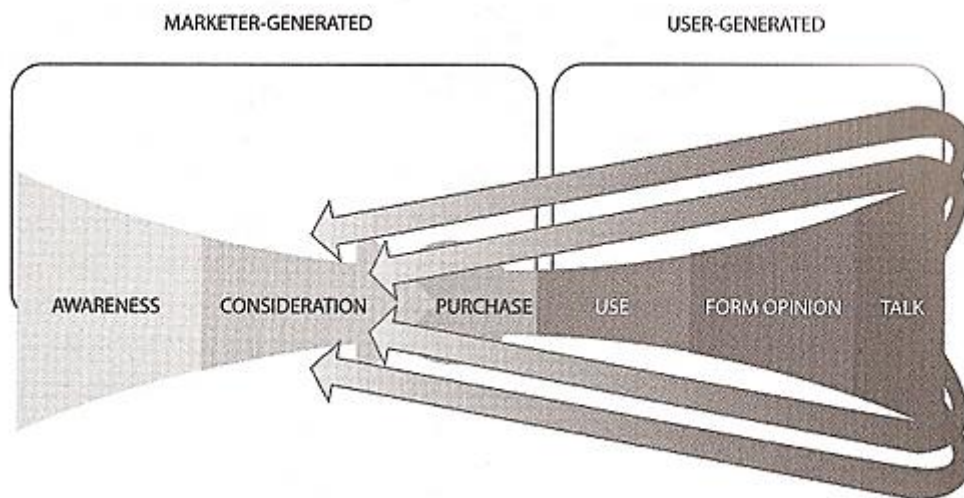 MARKETER-GENERATED
USER-GENERATED
AWARENESS
CONSIDERATION
PURCHASE
USE
FORM OPINION
TALK